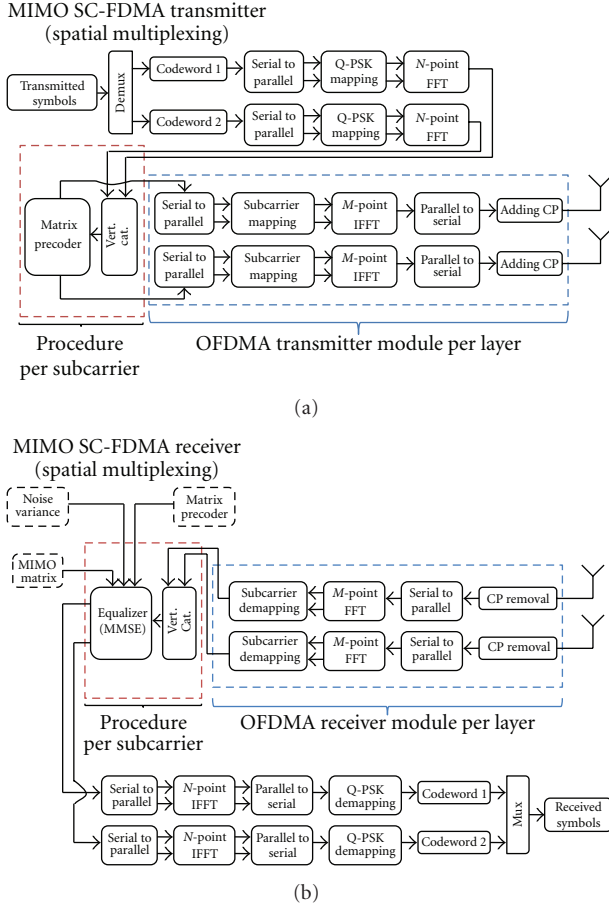 MIMO SC-FDMA transmitter
(spatial multiplexing)
Transmitted
symbols
Demux
Codeword 1
Serial to
parallel
Q-PSK
mapping
N-point
FFT
Codeword 2
Serial to
parallel
Q-PSK
mapping
N-point
FFT
Matrix
precoder
Vert.
cat.
Serial to
parallel
Subcarrier
mapping
M-point
IFFT
Parallel to
serial
Adding CP
Serial to
parallel
Subcarrier
mapping
M-point
IFFT
Parallel to
serial
Adding CP
Procedure
per subcarrier
OFDMA transmitter module per layer
(a)
MIMO SC-FDMA receiver
(spatial multiplexing)
Noise
variance
Matrix
precoder
MIMO
matrix
Equalizer
(MMSE)
Vert.
Cat.
Subcarrier
demapping
M-point
FFT
Serial to
parallel
CP removal
Subcarrier
demapping
M-point
FFT
Serial to
parallel
CP removal
Procedure
per subcarrier
OFDMA receiver module per layer
Serial to
parallel
N-point
IFFT
Parallel to
serial
Q-PSK
demapping
Codeword 1
Serial to
parallel
N-point
IFFT
Parallel to
serial
Q-PSK
demapping
Codeword 2
Mux
Received
symbols
(b)